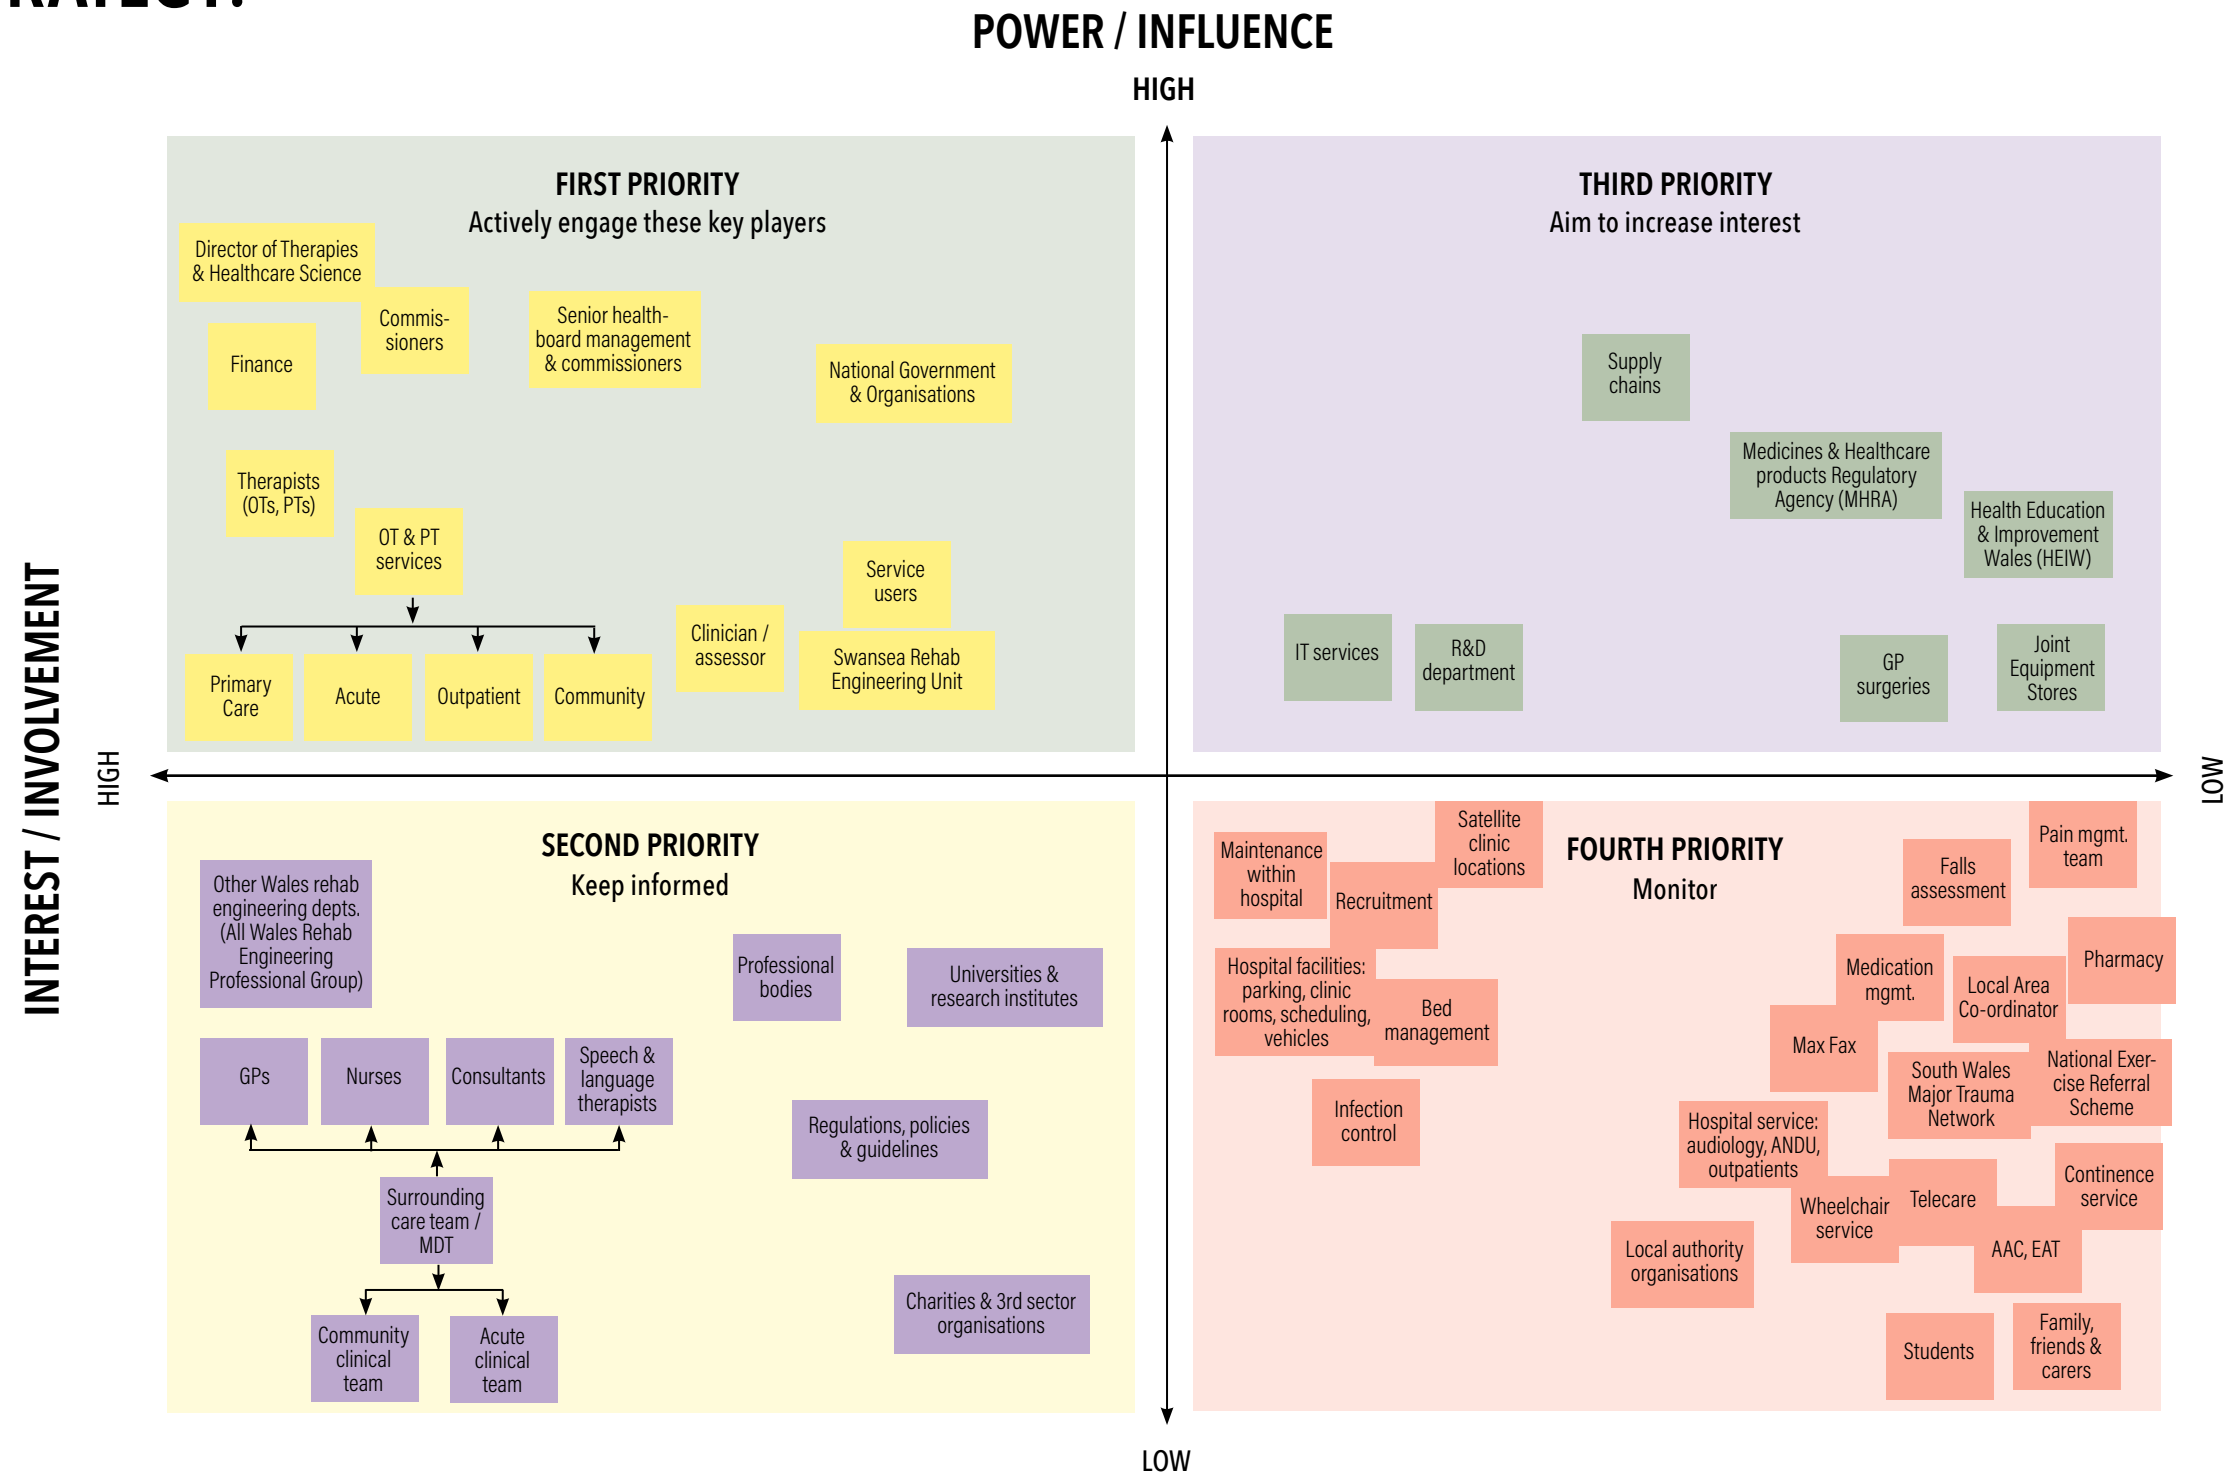 POWER / INFLUENCE
HIGH
FIRST PRIORITY
Actively engage these key players
Director of Therapies
& Healthcare Science
Commis-
sioners
Senior health-
board management
& commissioners
Finance
National Government
& Organisations
Therapists
(OTs, PTs)
OT & PT
services
Service
users
Clinician /
assessor
Swansea Rehab
Engineering Unit
Primary
Care
Acute
Outpatient
Community
THIRD PRIORITY
Aim to increase interest
Supply
chains
Medicines & Healthcare
products Regulatory
Agency (MHRA)
Health Education
& Improvement
Wales (HEIW)
IT services
R&D
department
GP
surgeries
Joint
Equipment
Stores
INTEREST / INVOLVEMENT
HIGH
LOW
SECOND PRIORITY
Keep informed
Other Wales rehab
engineering depts.
(All Wales Rehab
Engineering
Professional Group)
Professional
bodies
Universities &
research institutes
GPs
Nurses
Consultants
Speech &
language
therapists
Regulations, policies
& guidelines
Surrounding
care team /
MDT
Charities & 3rd sector
organisations
Community
clinical
team
Acute
clinical
team
FOURTH PRIORITY
Monitor
Maintenance
within
hospital
Recruitment
Satellite
clinic
locations
Falls
assessment
Pain mgmt.
team
Hospital facilities:
parking, clinic
rooms, scheduling,
vehicles
Bed
management
Medication
mgmt.
Local Area
Co-ordinator
Pharmacy
Max Fax
Infection
control
South Wales
Major Trauma
Network
National Exer-
cise Referral
Scheme
Hospital service:
audiology, ANDU,
outpatients
Wheelchair
service
Telecare
Continence
service
Local authority
organisations
AAC, EAT
Students
Family,
friends &
carers
LOW